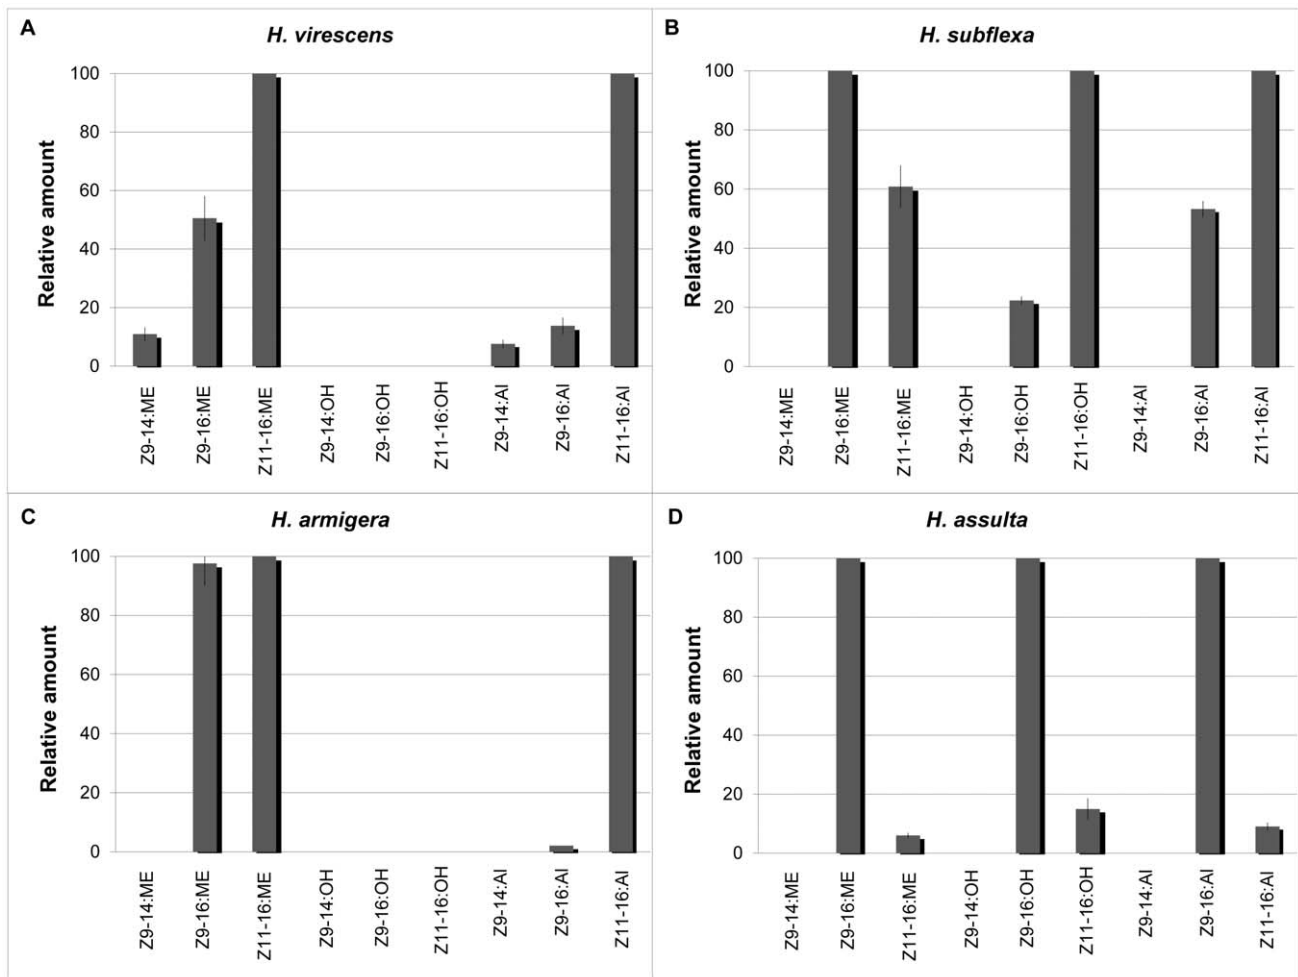 A
H. virescens
Relative amount
100
80
60
40
20
0
Z9-14:ME
Z9-16:ME
Z11-16:ME
Z9-14:OH
Z9-16:OH
Z11-16:OH
Z9-14:Al
Z9-16:Al
Z11-16:Al
B
H. subflexa
Relative amount
100
80
60
40
20
0
Z9-14:ME
Z9-16:ME
Z11-16:ME
Z9-14:OH
Z9-16:OH
Z11-16:OH
Z9-14:Al
Z9-16:Al
Z11-16:Al
C
H. armigera
Relative amount
100
80
60
40
20
0
Z9-14:ME
Z9-16:ME
Z11-16:ME
Z9-14:OH
Z9-16:OH
Z11-16:OH
Z9-14:Al
Z9-16:Al
Z11-16:Al
D
H. assulta
Relative amount
100
80
60
40
20
0
Z9-14:ME
Z9-16:ME
Z11-16:ME
Z9-14:OH
Z9-16:OH
Z11-16:OH
Z9-14:Al
Z9-16:Al
Z11-16:Al